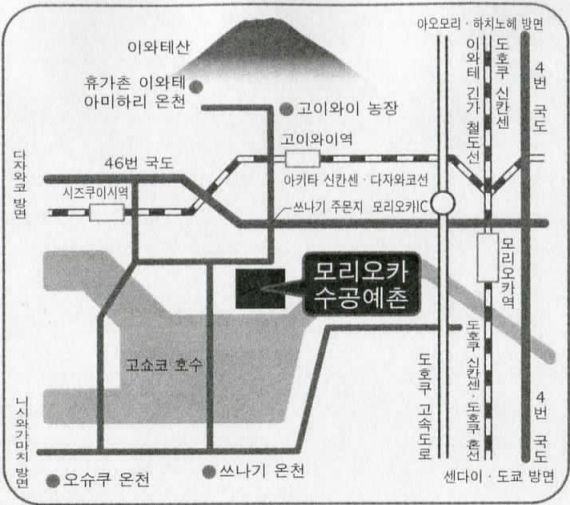 아오모리·하치노헤 방면
이와테산
휴가촌 이와테
아미하리 온천
고이와이 농장
이와테 긴가 철도선
도호쿠 신칸센
4번 국도
고이와이역
다자와코 방면
46번 국도
아키타 신칸센·다자와코선
시즈쿠이시역
쓰나기 주몬지
모리오카IC
모리오카역
모리오카
수공예촌
고쇼코 호수
도호쿠 고속도로
도호쿠 신칸센·도호쿠 혼선
4번 국도
니시와가마치 방면
오슈쿠 온천
쓰나기 온천
센다이·도쿄 방면